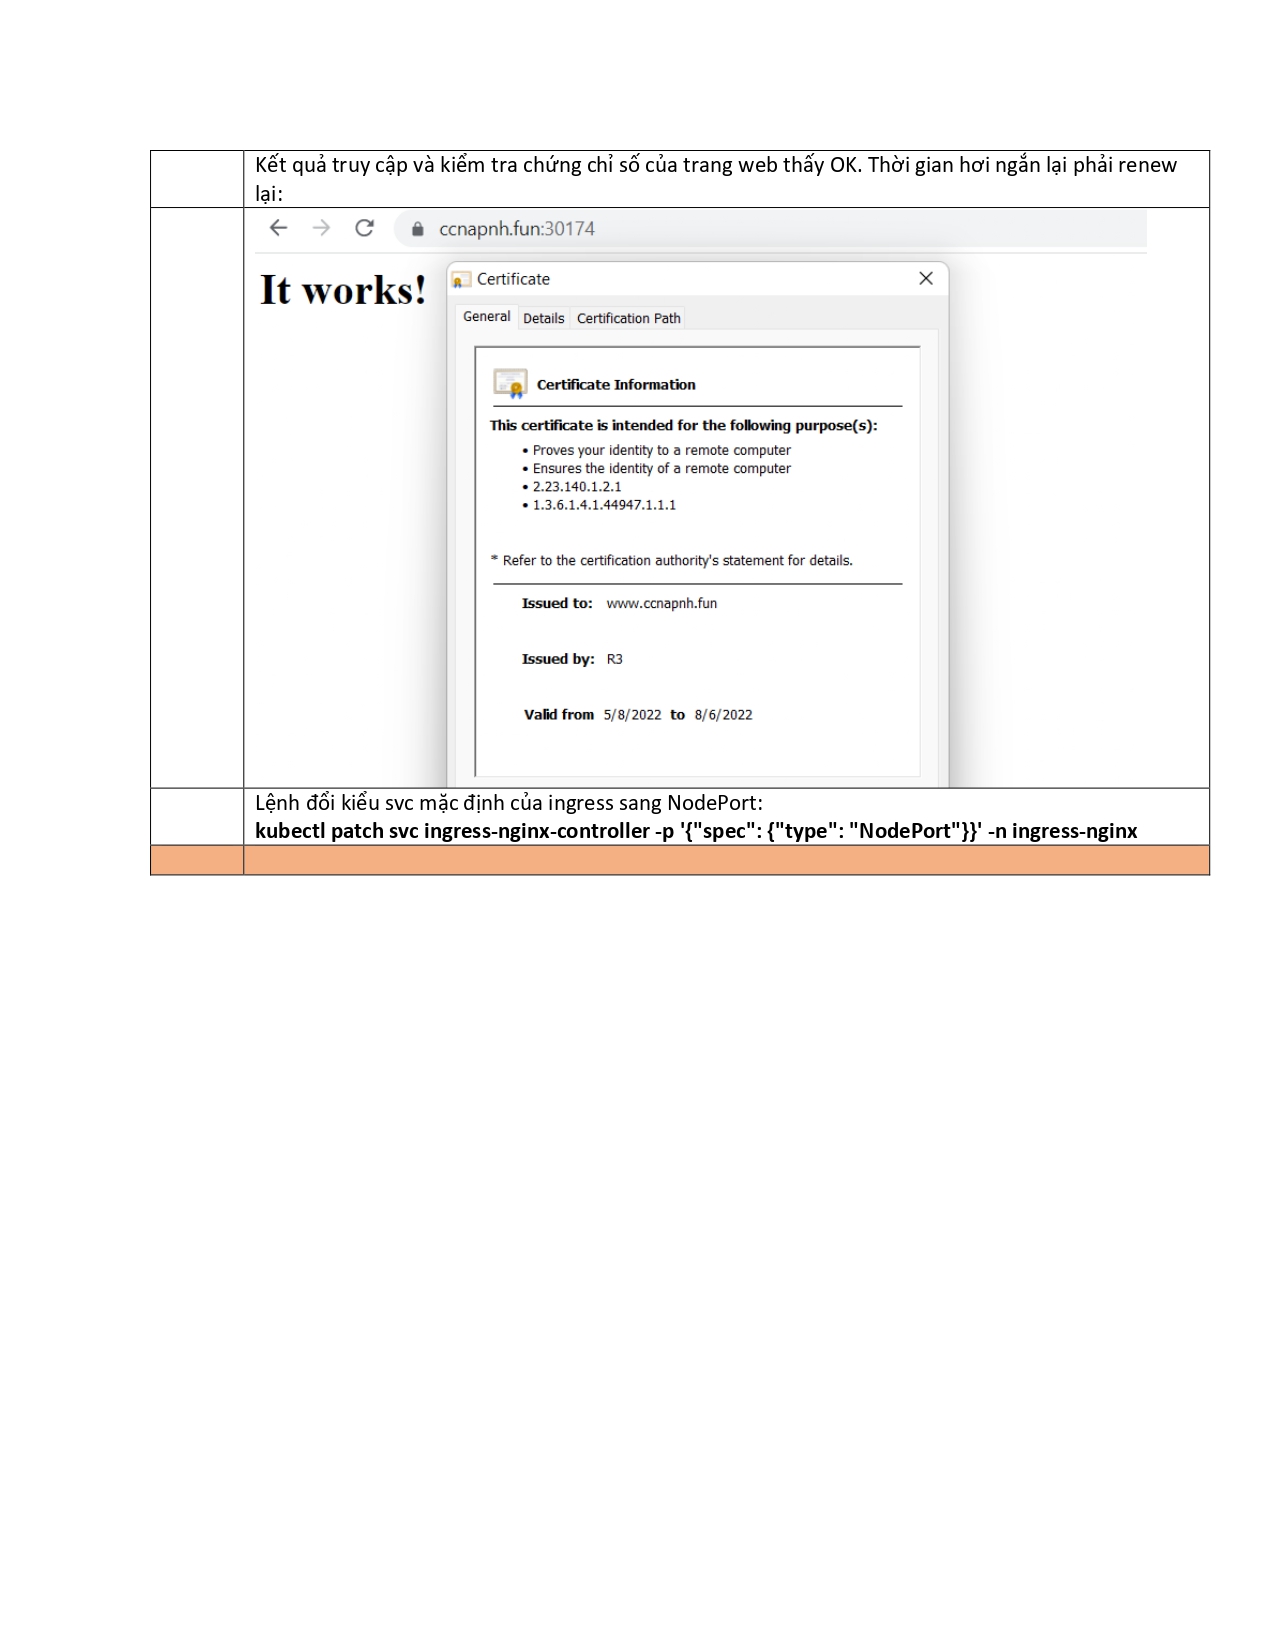 Kết quả truy cập và kiểm tra chứng chỉ số của trang web thấy OK. Thời gian hơi ngắn lại phải renew
lại:
ccnapnh.fun:30174
It works!
Certificate
General Details Certification Path
Certificate Information
This certificate is intended for the following purpose(s):
• Proves your identity to a remote computer
• Ensures the identity of a remote computer
• 2.23.140.1.2.1
• 1.3.6.1.4.1.44947.1.1.1
* Refer to the certification authority's statement for details.
Issued to: www.ccnapnh.fun
Issued by: R3
Valid from 5/8/2022 to 8/6/2022
Lệnh đổi kiểu svc mặc định của ingress sang NodePort:
kubectl patch svc ingress-nginx-controller -p '{"spec": {"type": "NodePort"}}' -n ingress-nginx